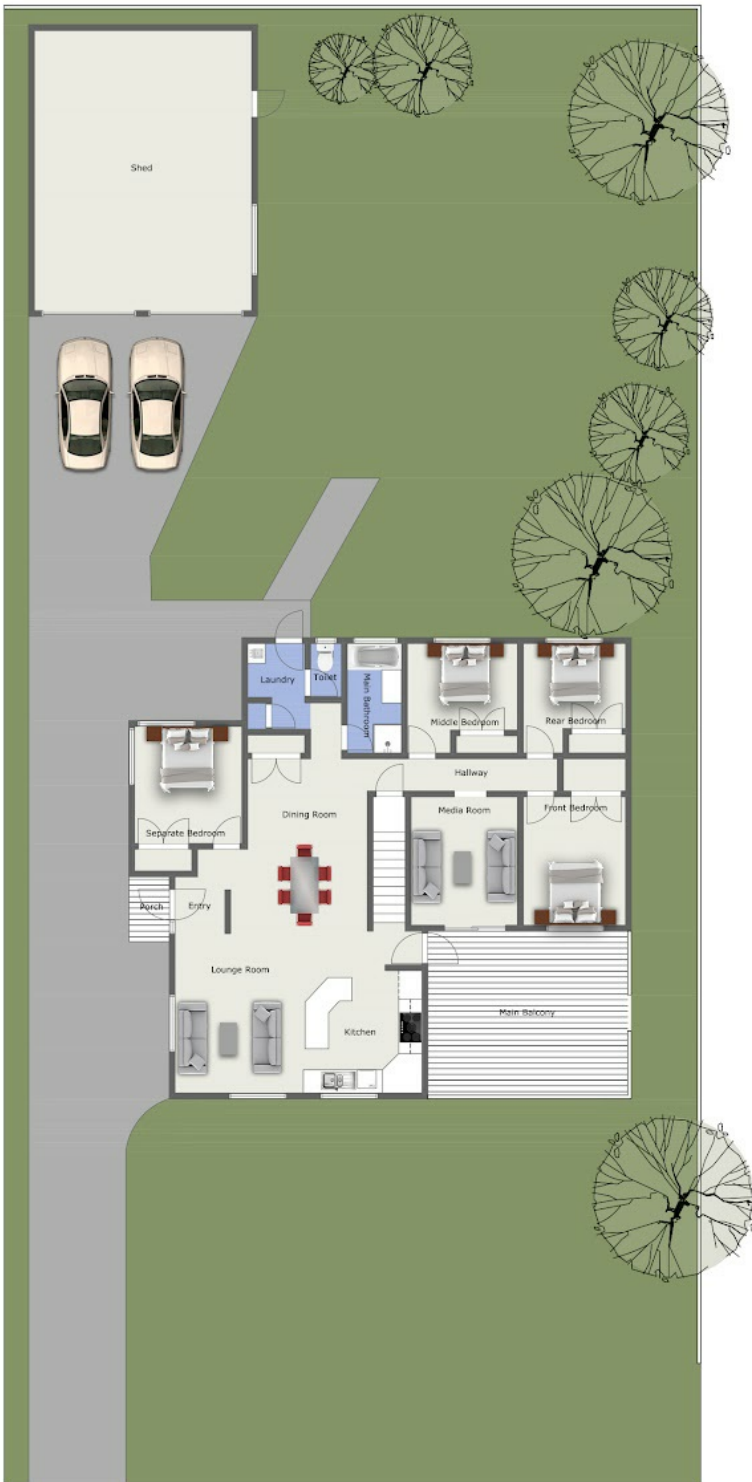 Shed
Laundry
Toilet
Main Bathroom
Middle Bedroom
Rear Bedroom
Hallway
Separate Bedroom
Dining Room
Media Room
Front Bedroom
Porch
Entry
Lounge Room
Kitchen
Main Balcony